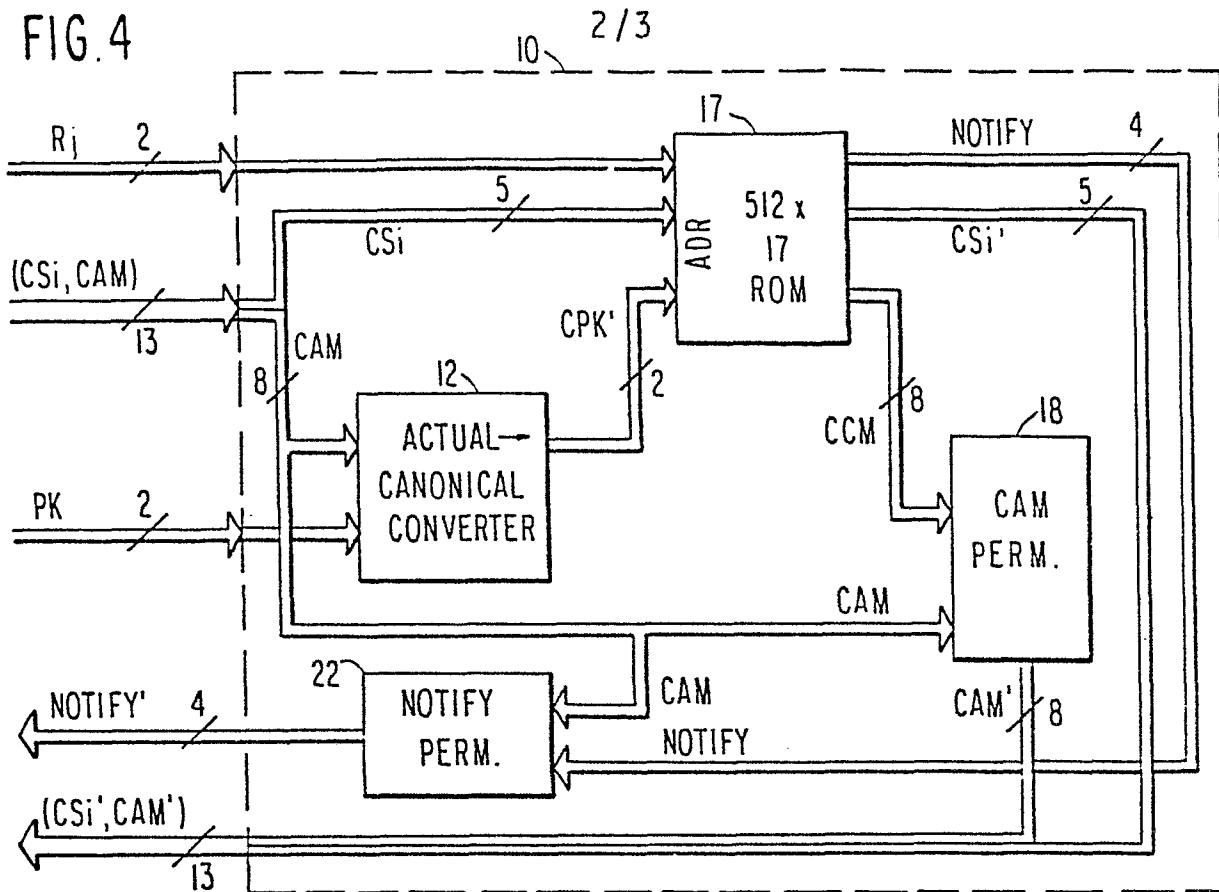 FIG. 4
2/3
10
Rj
2
17
NOTIFY
4
5
CSi
ADR
512 x
17
ROM
5
CSi'
(CSi, CAM)
13
CAM
8
CPK'
2
12
ACTUAL→
CANONICAL
CONVERTER
CCM
8
18
CAM
PERM.
PK
2
CAM
22
NOTIFY
PERM.
CAM
CAM'
8
NOTIFY'
4
NOTIFY
(CSi', CAM')
13